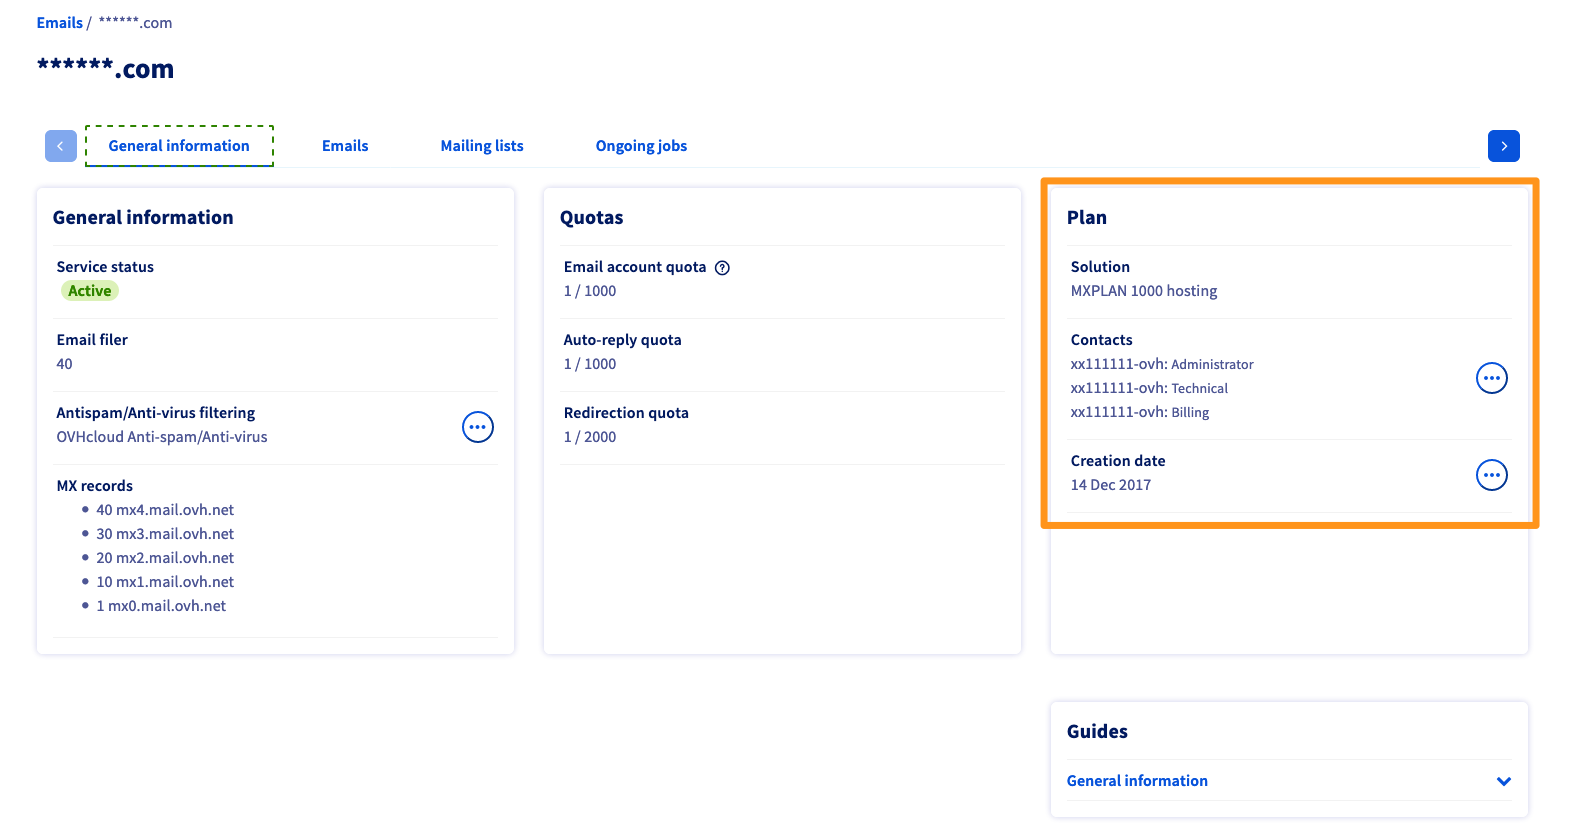 Emails / ******.com
******.com
General information
Emails
Mailing lists
Ongoing jobs
General information
Service status
Active
Email filer
40
Antispam/Anti-virus filtering
OVHcloud Anti-spam/Anti-virus
MX records
40 mx4.mail.ovh.net
30 mx3.mail.ovh.net
20 mx2.mail.ovh.net
10 mx1.mail.ovh.net
1 mx0.mail.ovh.net
Quotas
Email account quota ?
1 / 1000
Auto-reply quota
1 / 1000
Redirection quota
1 / 2000
Plan
Solution
MXPLAN 1000 hosting
Contacts
xx111111-ovh: Administrator
xx111111-ovh: Technical
xx111111-ovh: Billing
Creation date
14 Dec 2017
Guides
General information